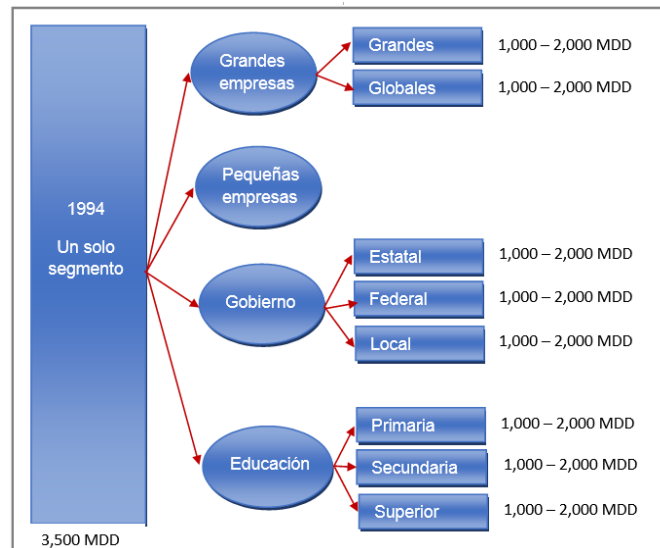 1994
Un solo
segmento
3,500 MDD
Grandes
empresas
Grandes 1,000 – 2,000 MDD
Globales 1,000 – 2,000 MDD
Pequeñas
empresas
Gobierno
Estatal 1,000 – 2,000 MDD
Federal 1,000 – 2,000 MDD
Local 1,000 – 2,000 MDD
Educación
Primaria 1,000 – 2,000 MDD
Secundaria 1,000 – 2,000 MDD
Superior 1,000 – 2,000 MDD